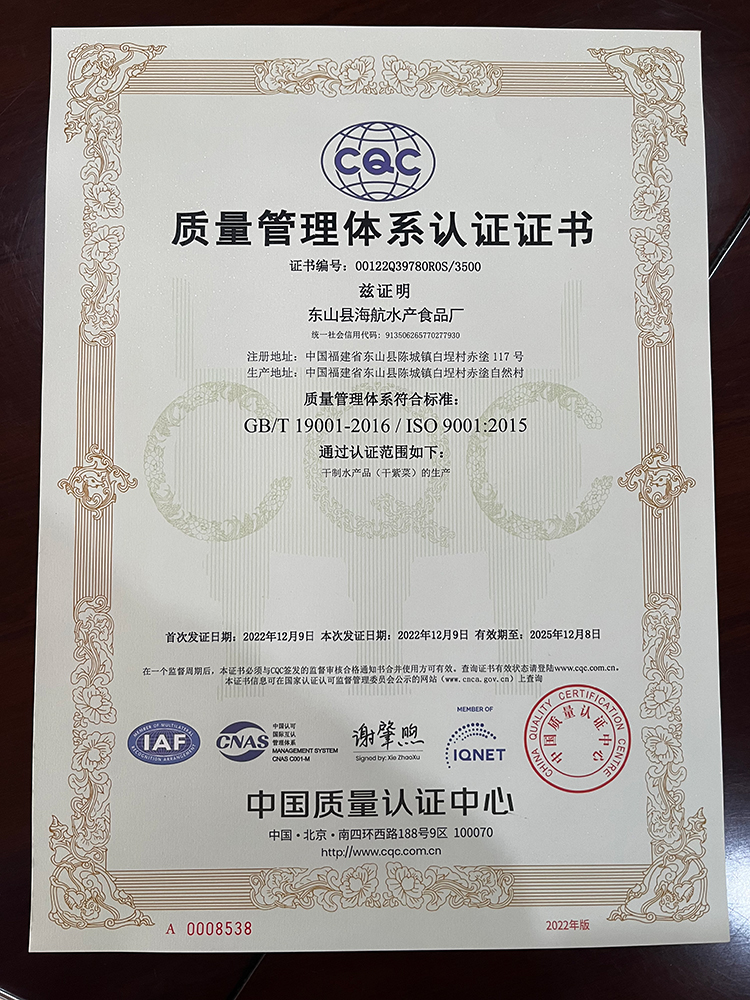 CQC
质量管理体系认证证书
证书编号：00122Q39780R0S/3500
兹证明
东山县海航水产食品厂
统一社会信用代码：913506265770277930
注册地址：中国福建省东山县陈城镇白埕村赤塗 117 号
生产地址：中国福建省东山县陈城镇白埕村赤塗自然村
质量管理体系符合标准：
GB/T 19001-2016 / ISO 9001:2015
通过认证范围如下：
干制水产品（干紫菜）的生产
CQC
首次发证日期：2022年12月9日 本次发证日期：2022年12月9日 有效期至：2025年12月8日
在一个监督周期后，本证书必须与CQC签发的监督审核合格通知书合并使用方可有效。查询证书有效状态请登陆www.cqc.com.cn。
本证书信息可在国家认证认可监督管理委员会公示的网站（www.cnca.gov.cn）上查询
MEMBER OF MULTILATERAL
IAF
RECOGNITION ARRANGEMENT
CNAS
中国认可
国际互认
管理体系
MANAGEMENT SYSTEM
CNAS C001-M
谢肇煦
Signed by: Xie ZhaoXu
MEMBER OF
IQNET
CHINA QUALITY CERTIFICATION CENTRE
中国质量认证中心
中国质量认证中心
中国·北京·南四环西路188号9区 100070
http://www.cqc.com.cn
A 0008538
2022年版